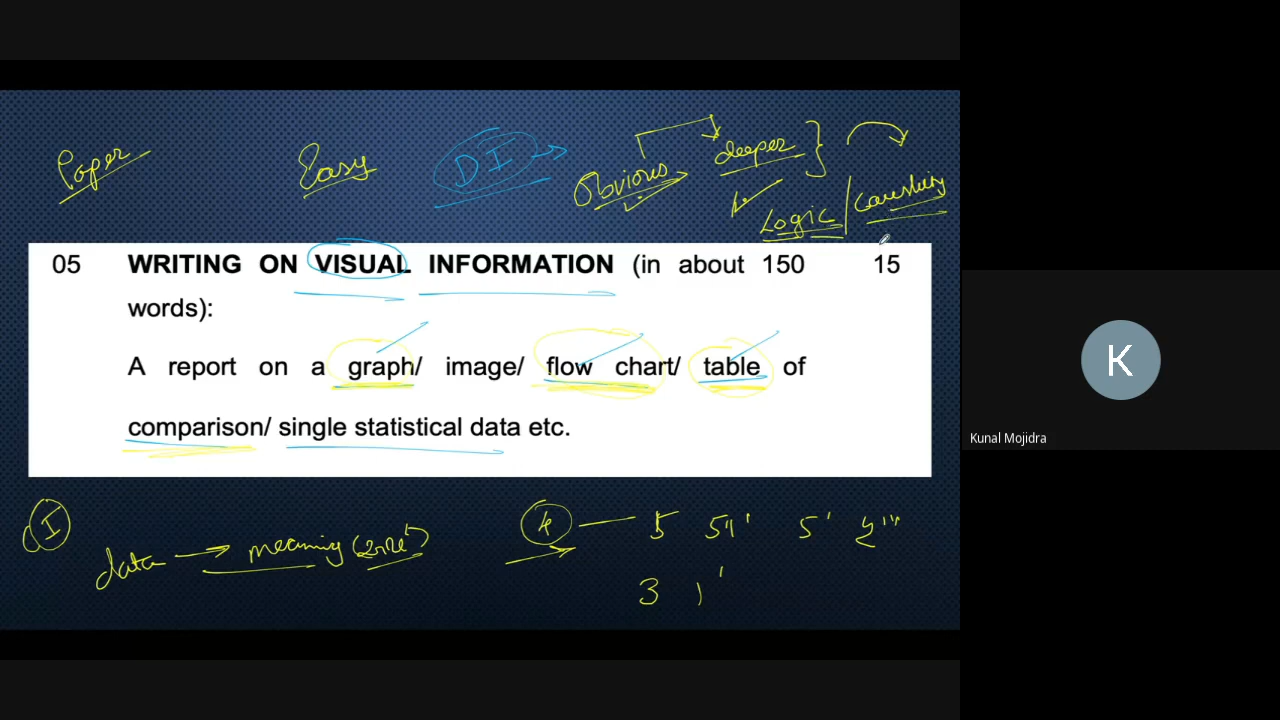 Paper Easy DI Obvious deeper
Logic / Causality
05 WRITING ON VISUAL INFORMATION (in about 150 15
words):
A report on a graph/ image/ flow chart/ table of
comparison/ single statistical data etc.
I
data meaning
4 5 5'1' 5' 2"
3 1'
K
Kunal Mojidra